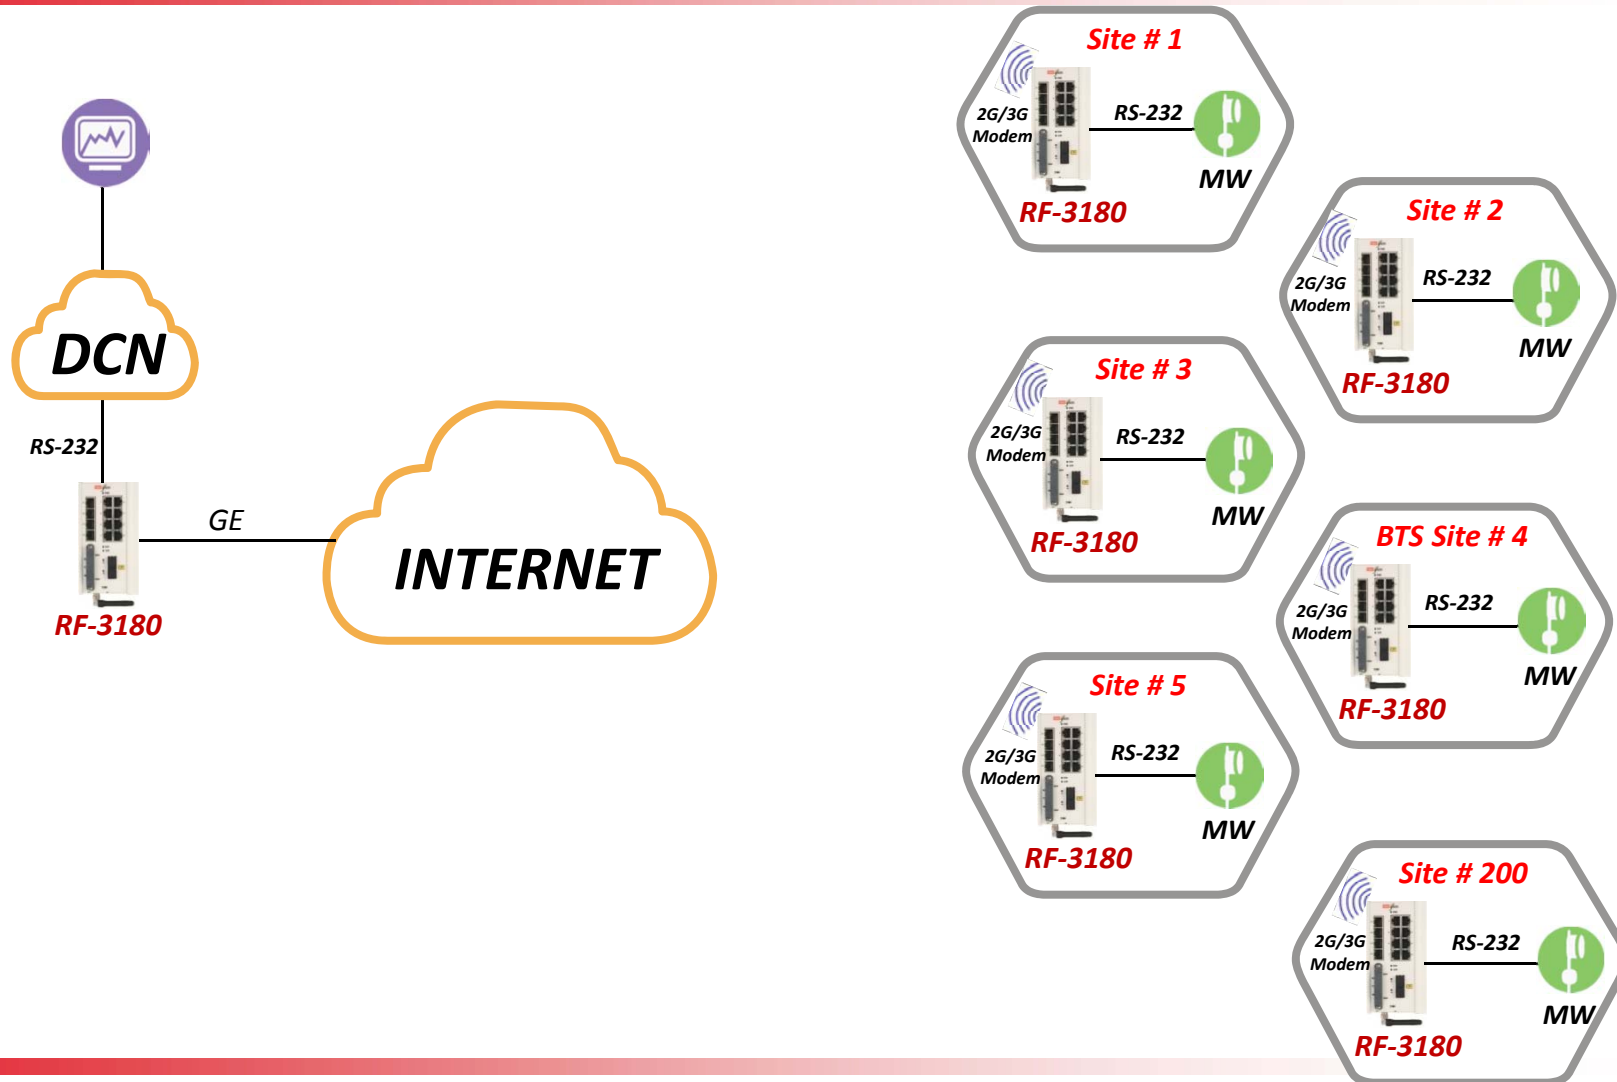 DCN
RS-232
GE
RF-3180
INTERNET
Site # 1
2G/3G
Modem
RS-232
MW
RF-3180
Site # 2
2G/3G
Modem
RS-232
MW
RF-3180
Site # 3
2G/3G
Modem
RS-232
MW
RF-3180
BTS Site # 4
2G/3G
Modem
RS-232
MW
RF-3180
Site # 5
2G/3G
Modem
RS-232
MW
RF-3180
Site # 200
2G/3G
Modem
RS-232
MW
RF-3180